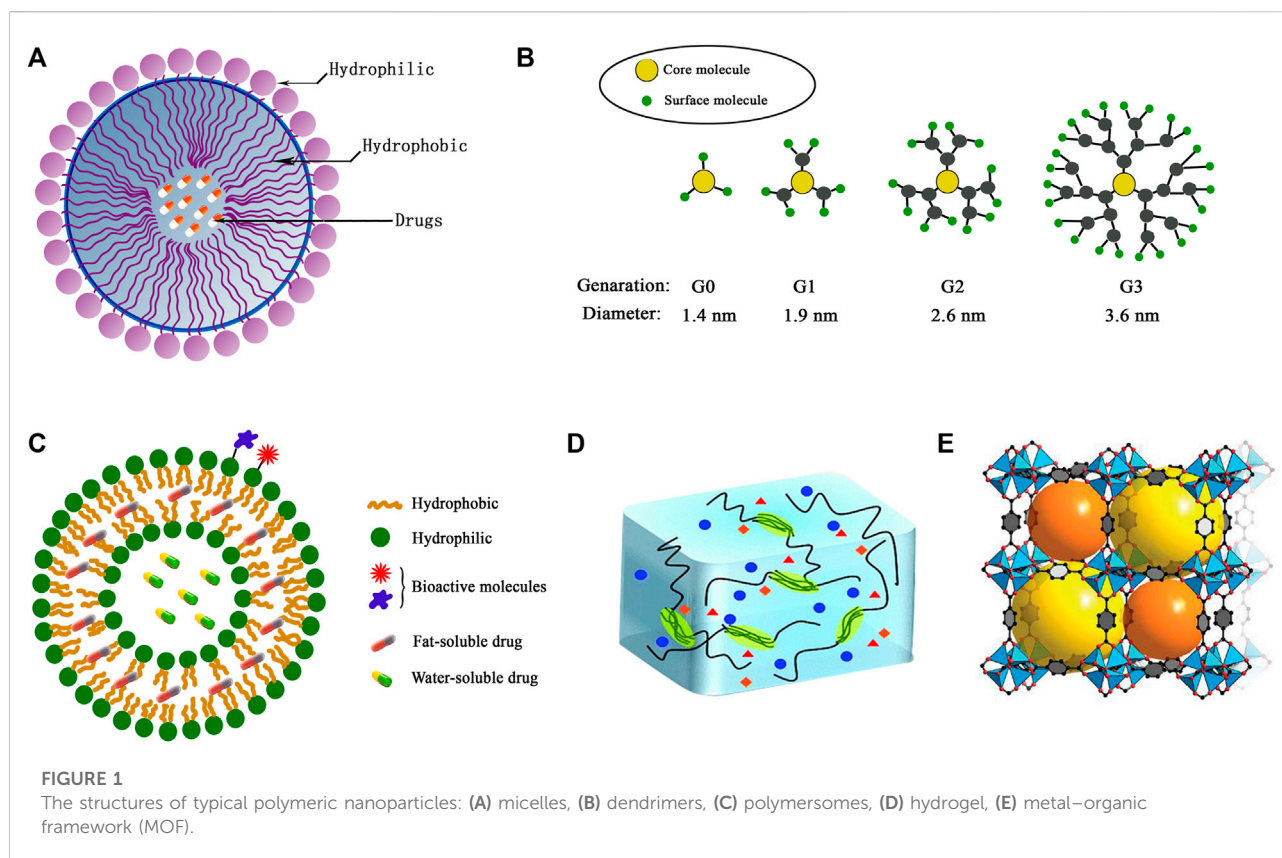 A
Hydrophilic
Hydrophobic
Drugs
B
Core molecule
Surface molecule
Genaration: G0 G1 G2 G3
Diameter: 1.4 nm 1.9 nm 2.6 nm 3.6 nm
C
Hydrophobic
Hydrophilic
Bioactive molecules
Fat-soluble drug
Water-soluble drug
D
E
FIGURE 1
The structures of typical polymeric nanoparticles: (A) micelles, (B) dendrimers, (C) polymersomes, (D) hydrogel, (E) metal–organic
framework (MOF).